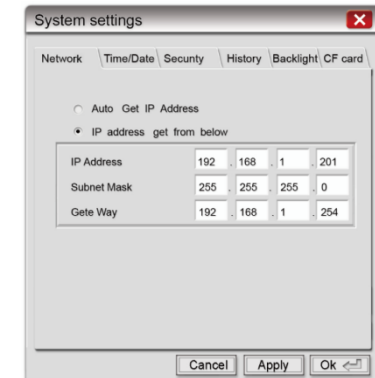 System settings
Network Time/Date Securnty History Backlight CF card
Auto Get IP Address
IP address get from below
IP Address 192 . 168 . 1 . 201
Subnet Mask 255 . 255 . 255 . 0
Gete Way 192 . 168 . 1 . 254
Cancel Apply Ok